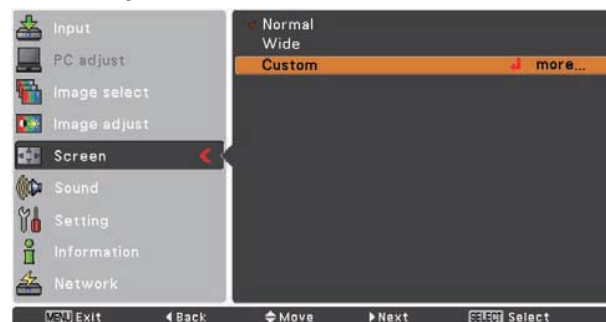 Input
PC adjust
Image select
Image adjust
Screen
Sound
Setting
Information
Network
Normal
Wide
Custom more...
MENU Exit Back Move Next SELECT Select